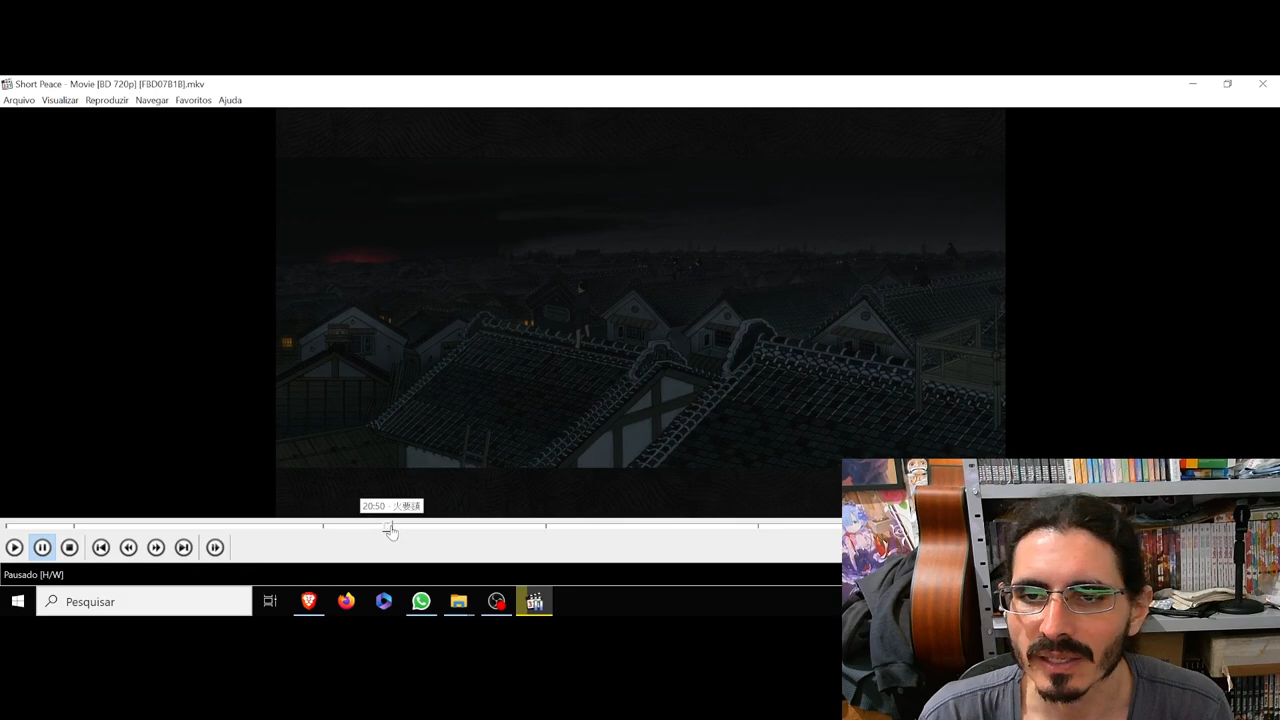 Short Peace - Movie [BD 720p] [FBD07B1B].mkv
Arquivo Visualizar Reproduzir Navegar Favoritos Ajuda
20:50 - 火要鎮
Pausado [H/W]
Pesquisar